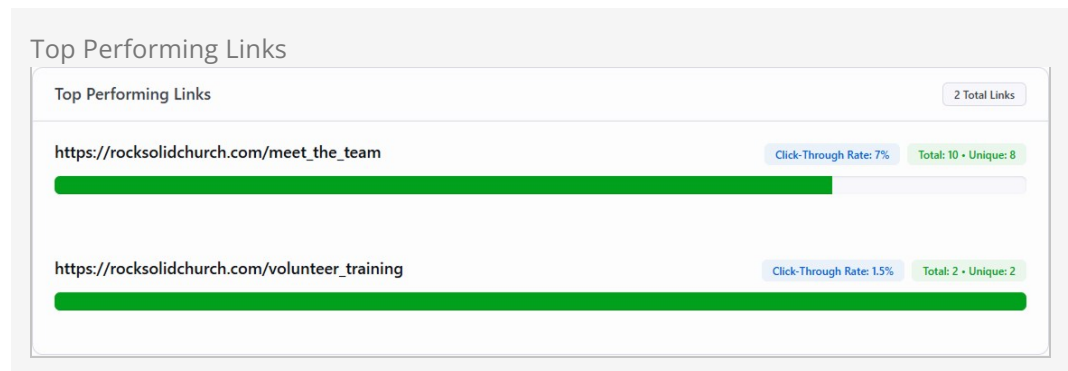 Top Performing Links
Top Performing Links
2 Total Links
https://rocksolidchurch.com/meet_the_team
Click-Through Rate: 7%
Total: 10 • Unique: 8
https://rocksolidchurch.com/volunteer_training
Click-Through Rate: 1.5%
Total: 2 • Unique: 2